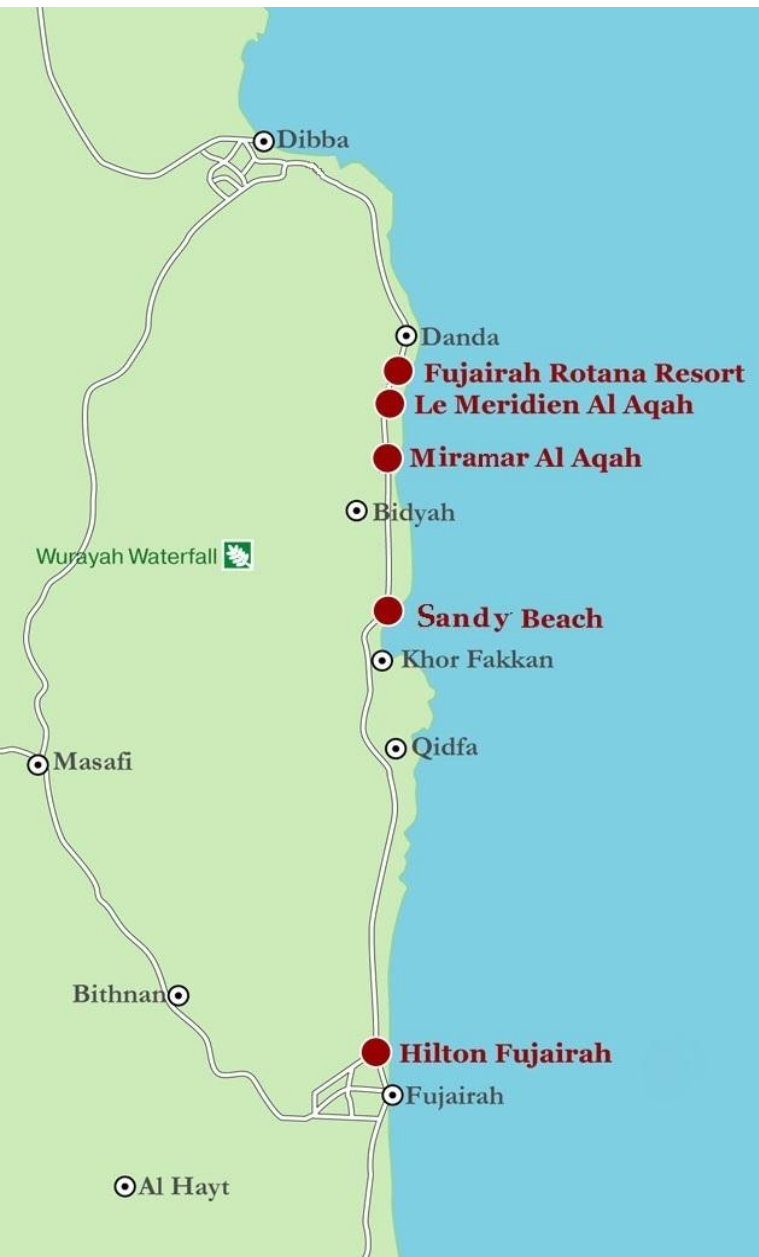 Dibba
Danda
Fujairah Rotana Resort
Le Meridien Al Aqah
Miramar Al Aqah
Bidyah
Wurayah Waterfall
Sandy Beach
Khor Fakkan
Qidfa
Masafi
Bithnan
Hilton Fujairah
Fujairah
Al Hayt